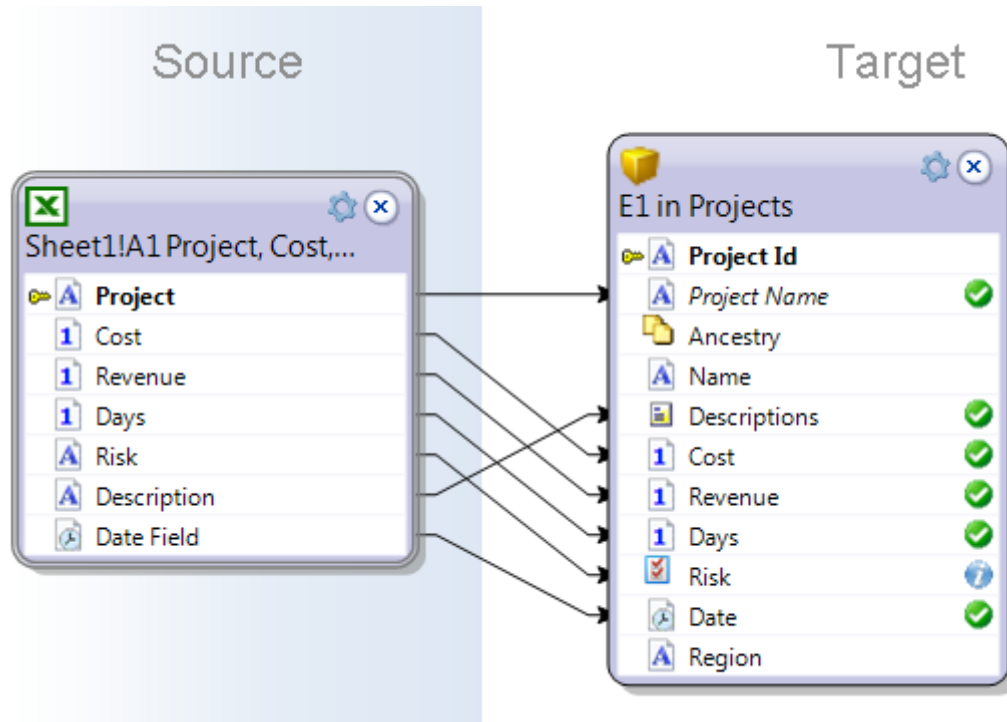 Source
Target
Sheet1!A1 Project, Cost,...
Project
Cost
Revenue
Days
Risk
Description
Date Field
E1 in Projects
Project Id
Project Name
Ancestry
Name
Descriptions
Cost
Revenue
Days
Risk
Date
Region